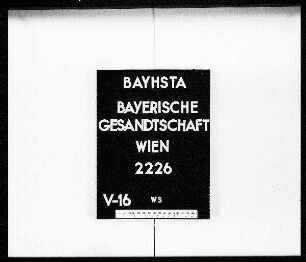 BAYHSTA
BAYERISCHE
GESANDTSCHAFT
WIEN
2226
V-16 WS